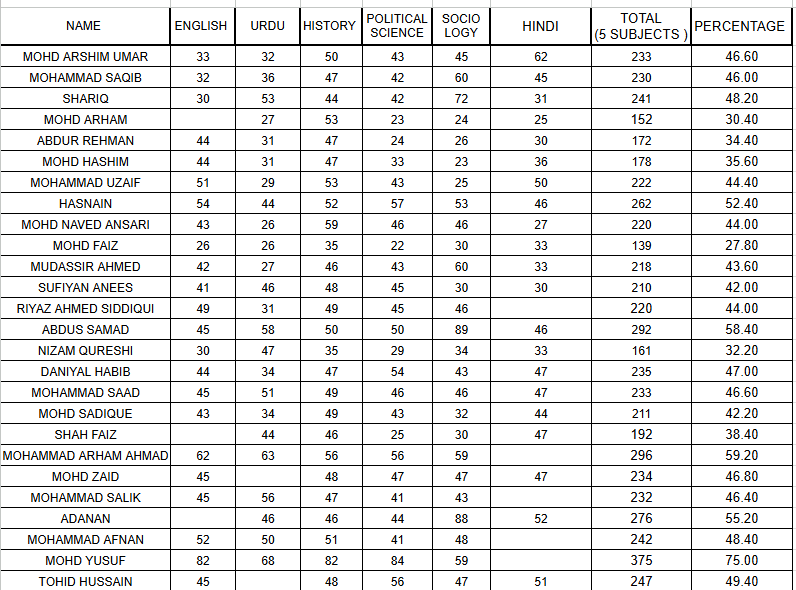 NAME ENGLISH URDU HISTORY POLITICAL SCIENCE SOCIO LOGY HINDI TOTAL (5 SUBJECTS ) PERCENTAGE
MOHD ARSHIM UMAR 33 32 50 43 45 62 233 46.60
MOHAMMAD SAQIB 32 36 47 42 60 45 230 46.00
SHARIQ 30 53 44 42 72 31 241 48.20
MOHD ARHAM 27 53 23 24 25 152 30.40
ABDUR REHMAN 44 31 47 24 26 30 172 34.40
MOHD HASHIM 44 31 47 33 23 36 178 35.60
MOHAMMAD UZAIF 51 29 53 43 25 50 222 44.40
HASNAIN 54 44 52 57 53 46 262 52.40
MOHD NAVED ANSARI 43 26 59 46 46 27 220 44.00
MOHD FAIZ 26 26 35 22 30 33 139 27.80
MUDASSIR AHMED 42 27 46 43 60 33 218 43.60
SUFIYAN ANEES 41 46 48 45 30 30 210 42.00
RIYAZ AHMED SIDDIQUI 49 31 49 45 46 220 44.00
ABDUS SAMAD 45 58 50 50 89 46 292 58.40
NIZAM QURESHI 30 47 35 29 34 33 161 32.20
DANIYAL HABIB 44 34 47 54 43 47 235 47.00
MOHAMMAD SAAD 45 51 49 46 46 47 233 46.60
MOHD SADIQUE 43 34 49 43 32 44 211 42.20
SHAH FAIZ 44 46 25 30 47 192 38.40
MOHAMMAD ARHAM AHMAD 62 63 56 56 59 296 59.20
MOHD ZAID 45 48 47 47 47 234 46.80
MOHAMMAD SALIK 45 56 47 41 43 232 46.40
ADANAN 46 46 44 88 52 276 55.20
MOHAMMAD AFNAN 52 50 51 41 48 242 48.40
MOHD YUSUF 82 68 82 84 59 375 75.00
TOHID HUSSAIN 45 48 56 47 51 247 49.40